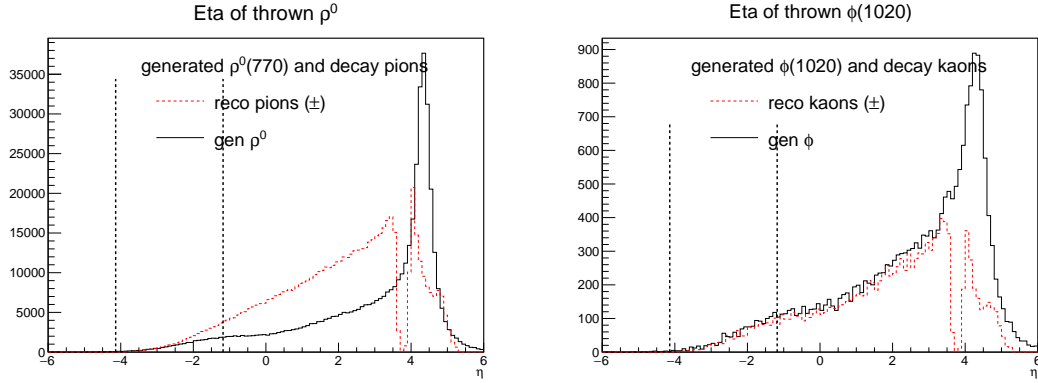 Eta of thrown ρ⁰
generated ρ⁰(770) and decay pions
reco pions (±)
gen ρ⁰
35000
30000
25000
20000
15000
10000
5000
0
−6 −4 −2 0 2 4 6
η
Eta of thrown ϕ(1020)
generated ϕ(1020) and decay kaons
reco kaons (±)
gen ϕ
900
800
700
600
500
400
300
200
100
0
−6 −4 −2 0 2 4 6
η